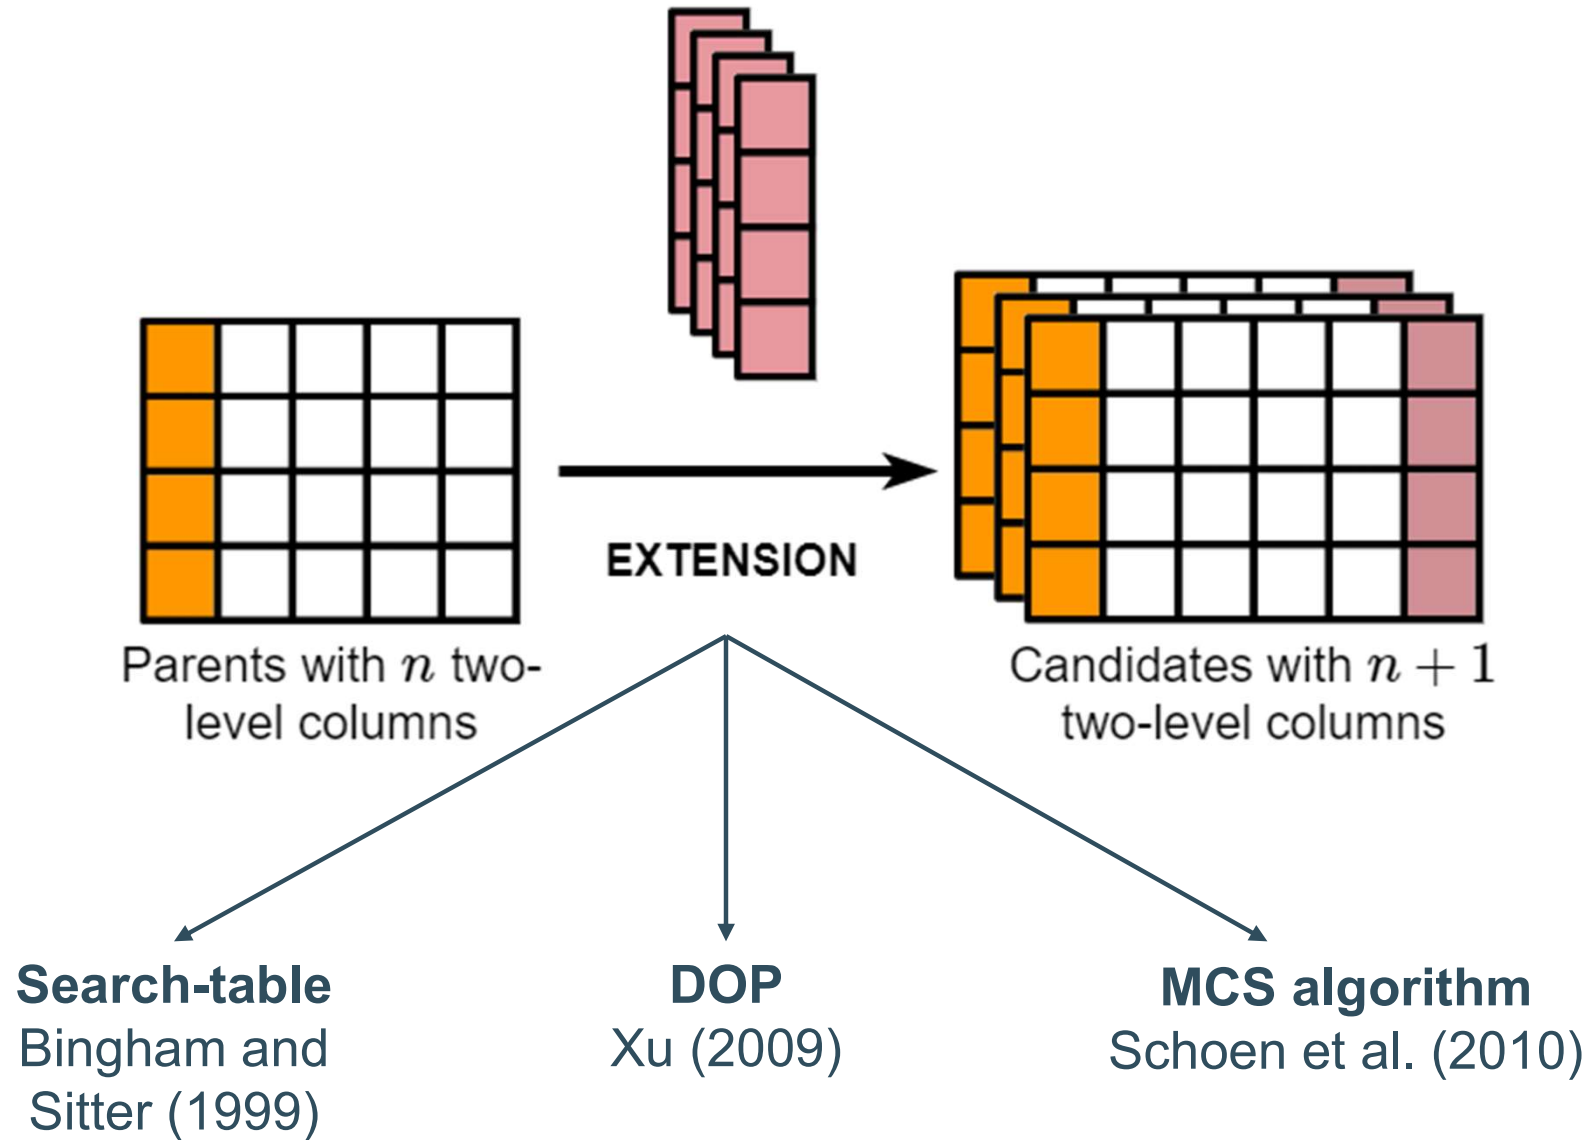 EXTENSION
Parents with n two-
level columns
Candidates with n + 1
two-level columns
Search-table
Bingham and
Sitter (1999)
DOP
Xu (2009)
MCS algorithm
Schoen et al. (2010)